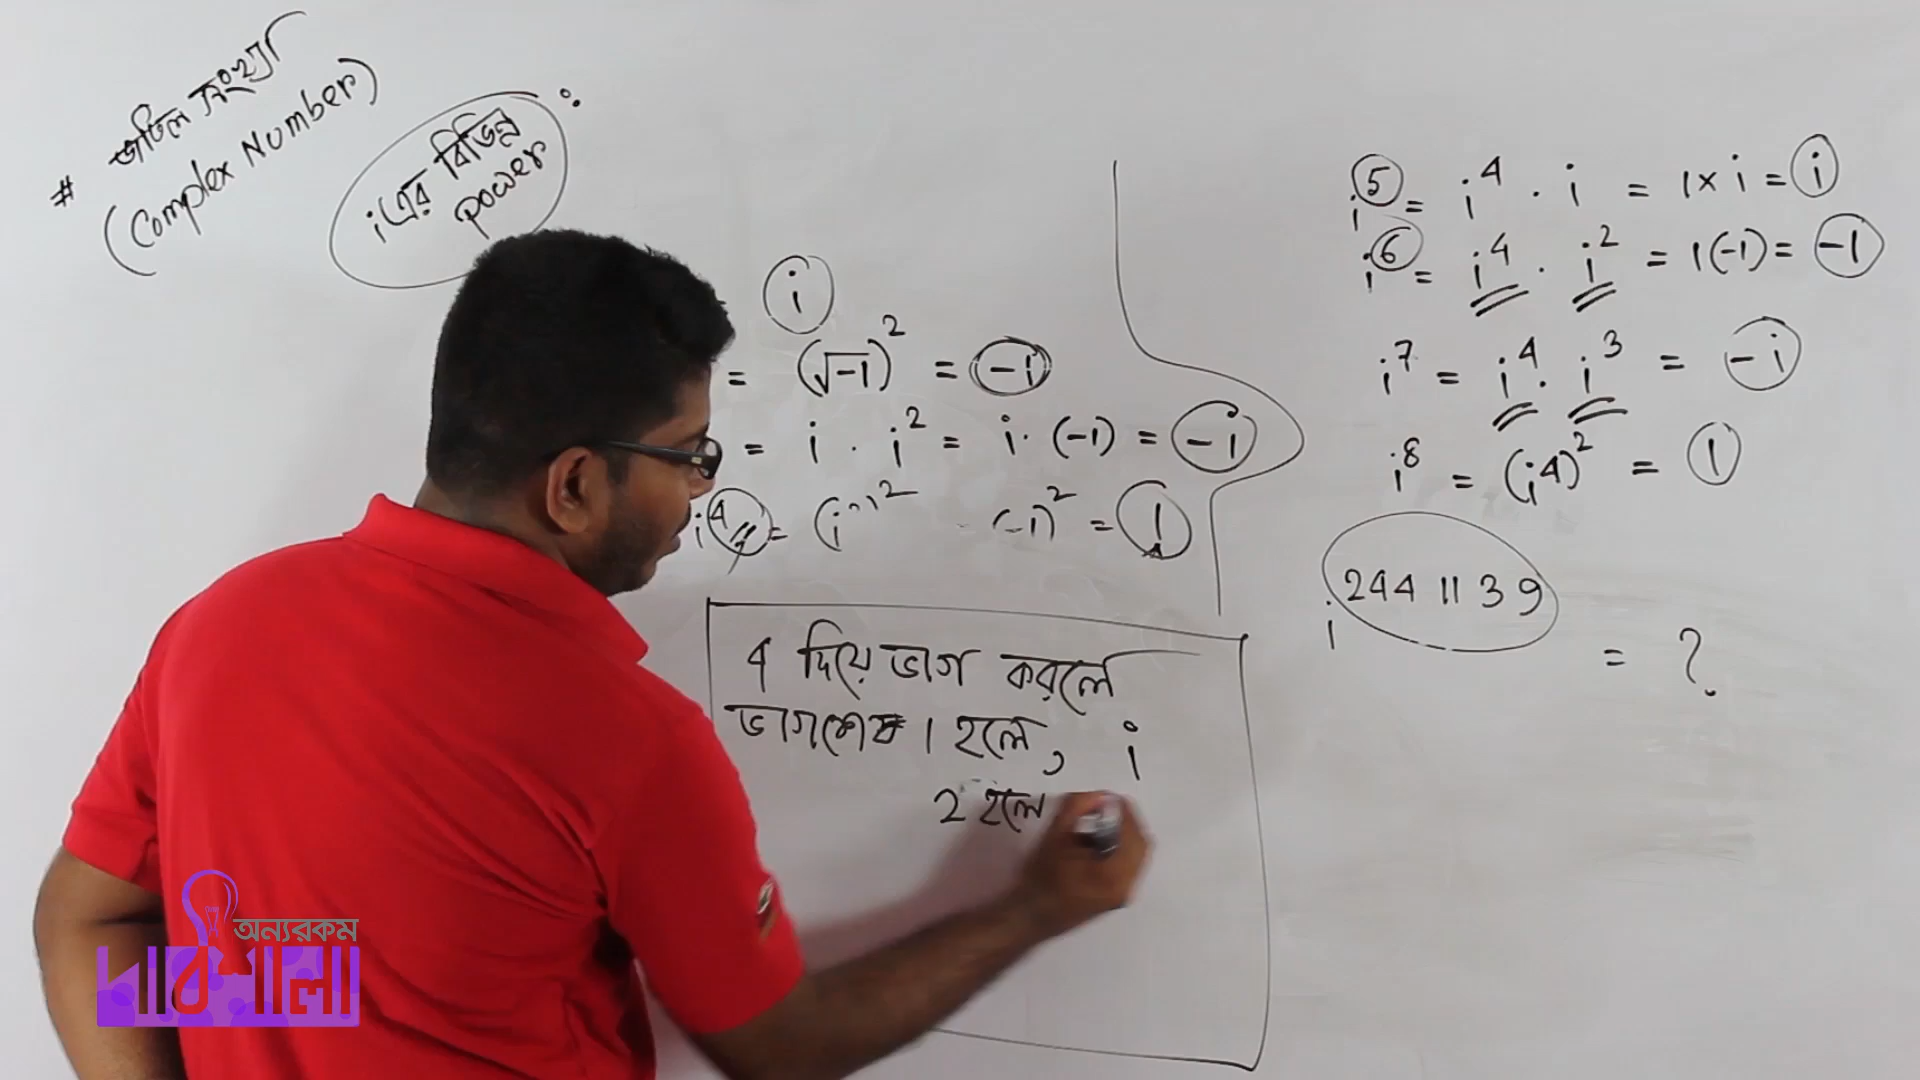 # জটিল সংখ্যা
(Complex Number)
i এর বিভিন্ন
power :
i
= (√-1)² = -1
= i . i² = i . (-1) = -i
i⁴ = (i²)² = (-1)² = 1
4 দিয়ে ভাগ করলে
ভাগশেষ 1 হলে, i
2 হলে
i⁵ = i⁴ . i = 1 x i = i
i⁶ = i⁴ . i² = 1(-1) = -1
i⁷ = i⁴ . i³ = -i
i⁸ = (i⁴)² = 1
i²⁴⁴¹¹³⁹ = ?
অন্যরকম
পাঠশালা